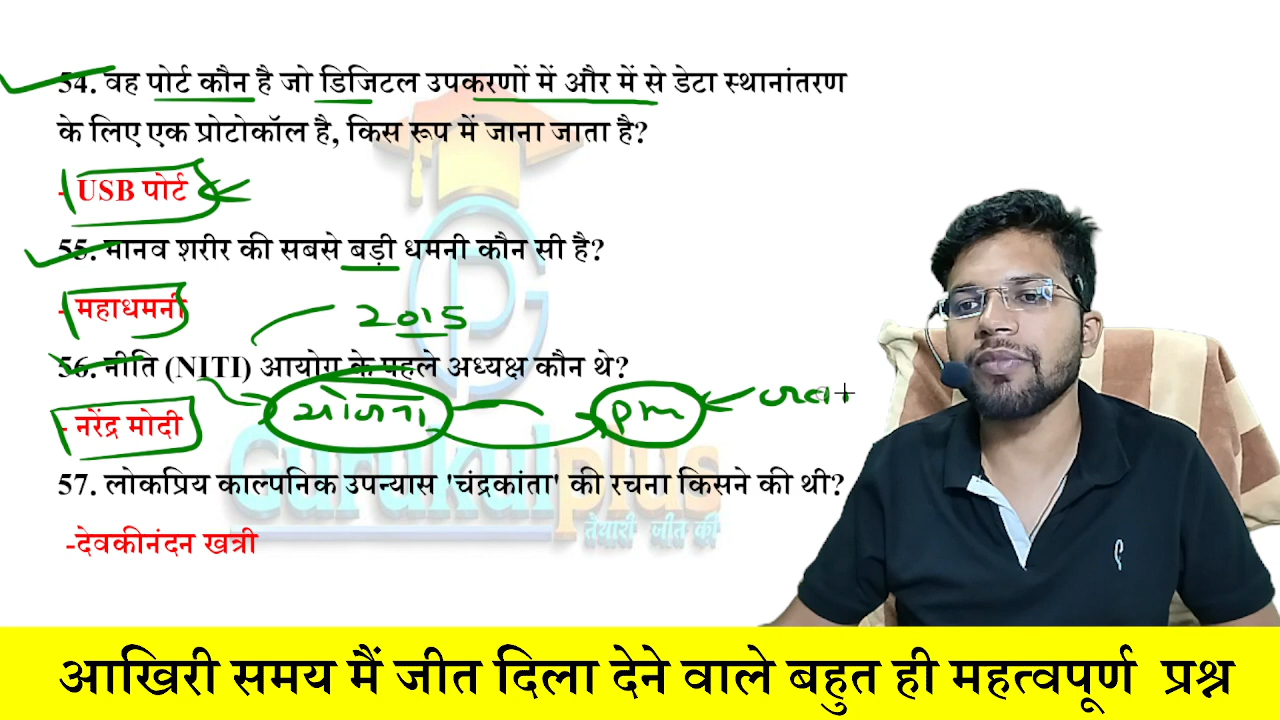 54. वह पोर्ट कौन है जो डिजिटल उपकरणों में और में से डेटा स्थानांतरण
के लिए एक प्रोटोकॉल है, किस रूप में जाना जाता है?
- USB पोर्ट
55. मानव शरीर की सबसे बड़ी धमनी कौन सी है?
- महाधमनी
2015
56. नीति (NITI) आयोग के पहले अध्यक्ष कौन थे?
- नरेंद्र मोदी
योजना
PM
Gurukulplus
57. लोकप्रिय काल्पनिक उपन्यास 'चंद्रकांता' की रचना किसने की थी?
तैयारी जीत की
-देवकीनंदन खत्री
आखिरी समय मैं जीत दिला देने वाले बहुत ही महत्वपूर्ण प्रश्न